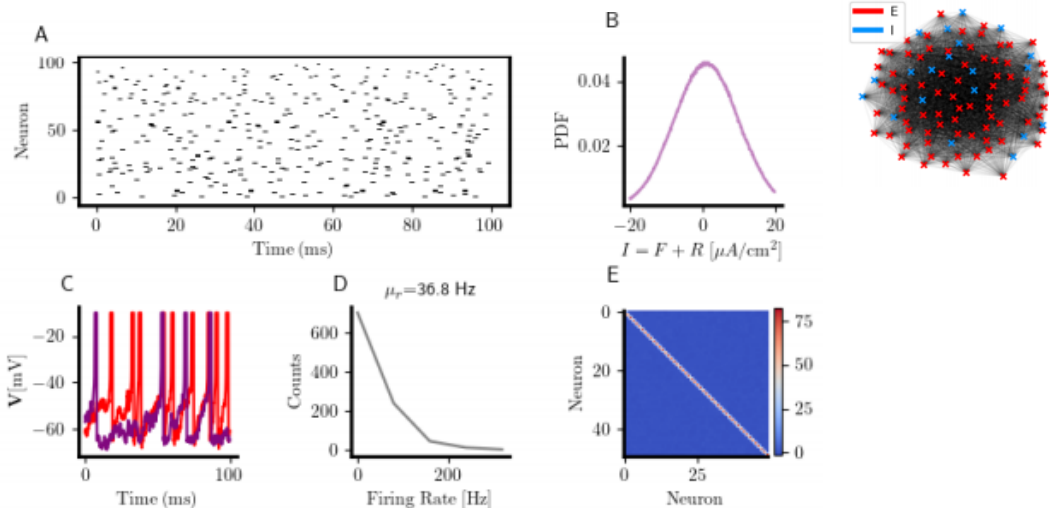 A
Neuron
100
50
0
0 20 40 60 80 100
Time (ms)
B
PDF
0.04
0.02
−20 0 20
I = F + R [μA/cm²]
E
I
C
V[mV]
−20
−40
−60
0 100
Time (ms)
D
μr=36.8 Hz
Counts
600
400
200
0
200
Firing Rate [Hz]
E
Neuron
0
20
40
0 25
Neuron
75
50
25
0